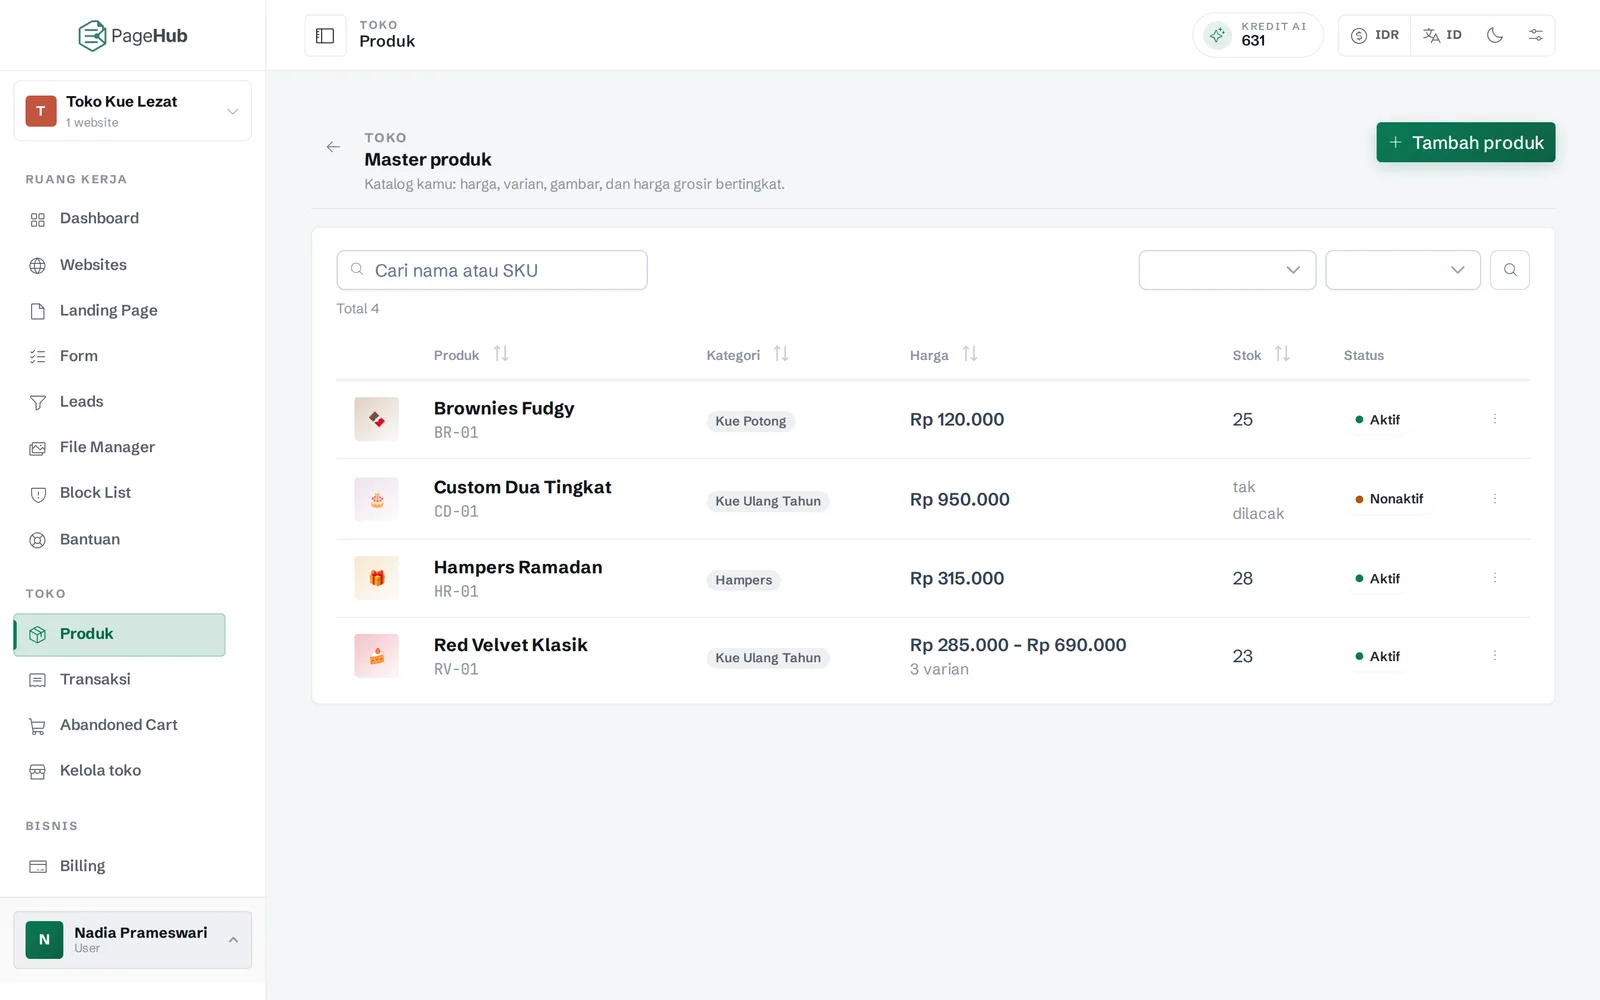 PageHub
T
Toko Kue Lezat
1 website
RUANG KERJA
Dashboard
Websites
Landing Page
Form
Leads
File Manager
Block List
Bantuan
TOKO
Produk
Transaksi
Abandoned Cart
Kelola toko
BISNIS
Billing
N
Nadia Prameswari
User
TOKO
Produk
KREDIT AI
631
IDR
ID
TOKO
Master produk
Katalog kamu: harga, varian, gambar, dan harga grosir bertingkat.
+ Tambah produk
Cari nama atau SKU
Total 4
Produk Kategori Harga Stok Status
Brownies Fudgy
BR-01
Kue Potong
Rp 120.000
25
Aktif
Custom Dua Tingkat
CD-01
Kue Ulang Tahun
Rp 950.000
tak
dilacak
Nonaktif
Hampers Ramadan
HR-01
Hampers
Rp 315.000
28
Aktif
Red Velvet Klasik
RV-01
Kue Ulang Tahun
Rp 285.000 – Rp 690.000
3 varian
23
Aktif